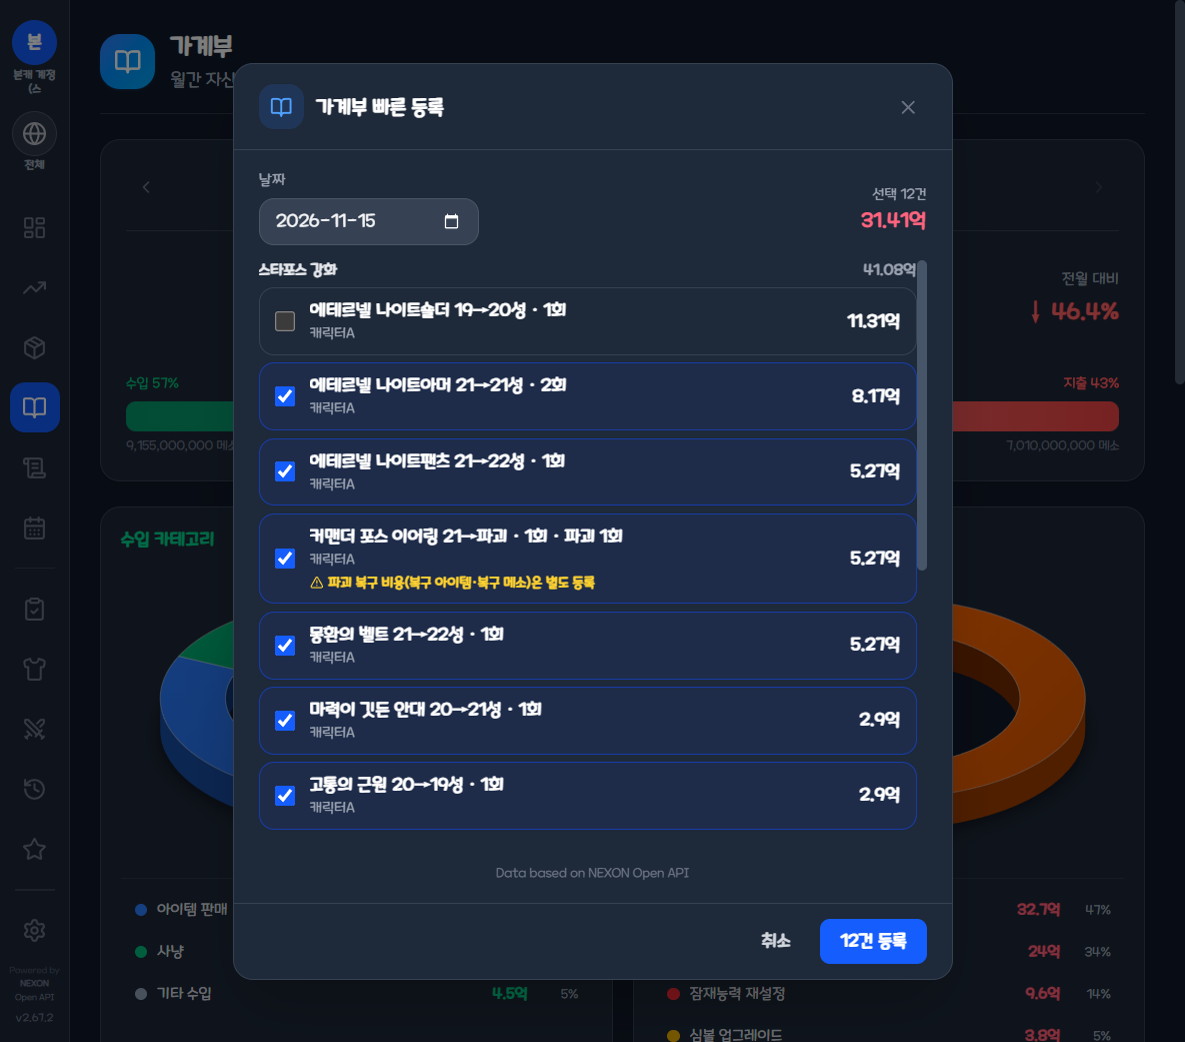 본
본캐 계정
(스
전체
Powered by
NEXON
Open API
v2.67.2
가계부
월간 자산
전월 대비
↓ 46.4%
수입 57%
지출 43%
9,155,000,000 메소
7,010,000,000 메소
수입 카테고리
아이템 판매
32.7억 47%
사냥
24억 34%
기타 수입 4.5억 5%
잠재능력 재설정 9.6억 14%
심볼 업그레이드 3.8억 5%
가계부 빠른 등록
날짜
2026-11-15
선택 12건
31.41억
스타포스 강화 41.08억
에테르넬 나이트숄더 19→20성 · 1회
캐릭터A
11.31억
에테르넬 나이트아머 21→21성 · 2회
캐릭터A
8.17억
에테르넬 나이트팬츠 21→22성 · 1회
캐릭터A
5.27억
커맨더 포스 이어링 21→파괴 · 1회 · 파괴 1회
캐릭터A
⚠ 파괴 복구 비용(복구 아이템·복구 메소)은 별도 등록
5.27억
몽환의 벨트 21→22성 · 1회
캐릭터A
5.27억
마력이 깃든 안대 20→21성 · 1회
캐릭터A
2.9억
고통의 근원 20→19성 · 1회
캐릭터A
2.9억
Data based on NEXON Open API
취소
12건 등록